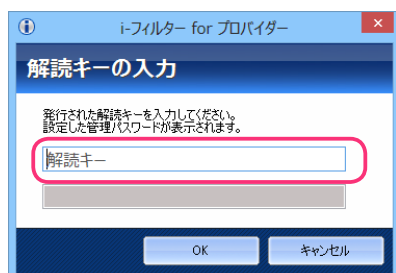 i-フィルター for プロバイダー
解読キーの入力
発行された解読キーを入力してください。
設定した管理パスワードが表示されます。
解読キー
OK キャンセル